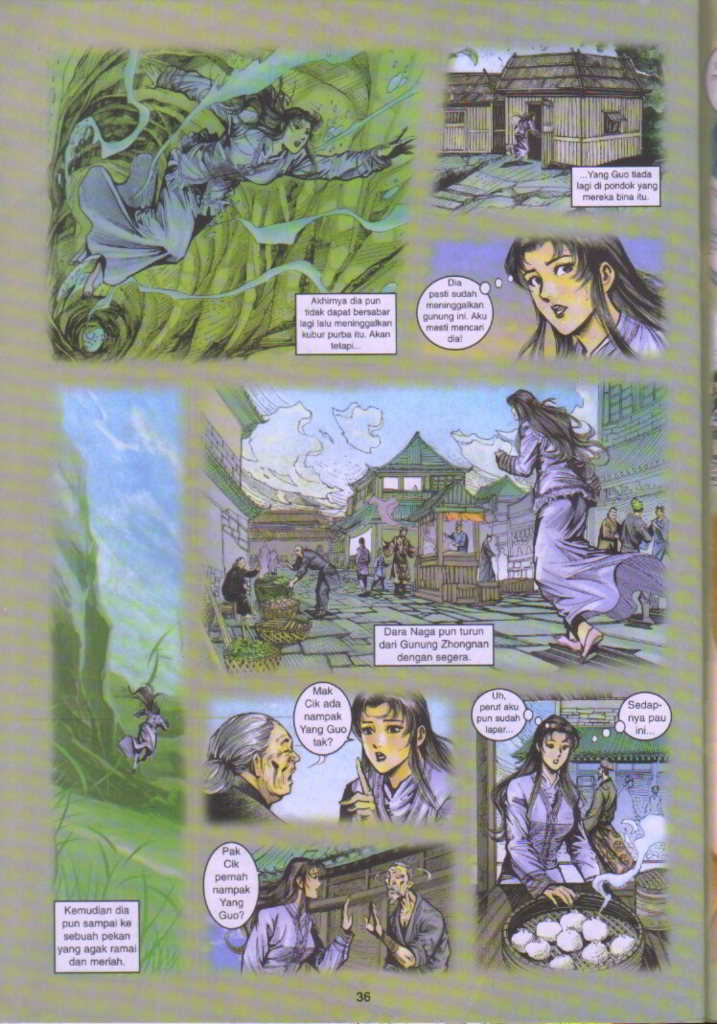 Akhirnya dia pun
tidak dapat bersabar
lagi lalu meninggalkan
kubur purba itu. Akan
tetapi...
...Yang Guo tiada
lagi di pondok yang
mereka bina itu.
Dia
pasti sudah
meninggalkan
gunung ini. Aku
mesti mencari
dia!
Kemudian dia
pun sampai ke
sebuah pekan
yang agak ramai
dan meriah.
Dara Naga pun turun
dari Gunung Zhongnan
dengan segera.
Mak
Cik ada
nampak
Yang Guo
tak?
Uh,
perut aku
pun sudah
lapar...
Sedap-
nya pau
ini...
Pak
Cik
pernah
nampak
Yang
Guo?
36